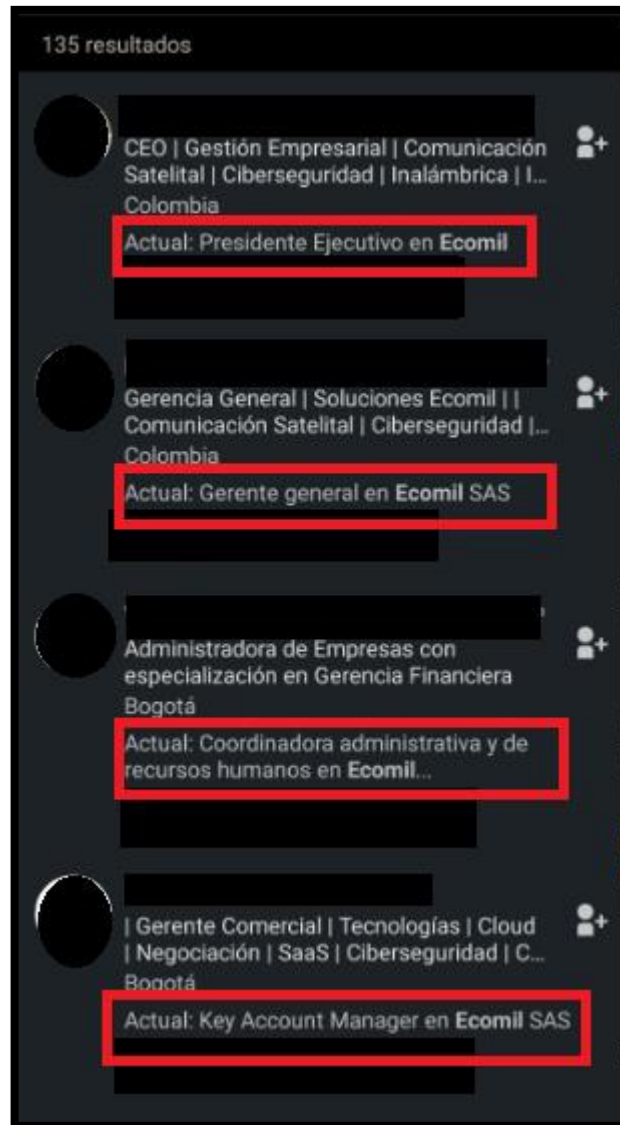 135 resultados
CEO | Gestión Empresarial | Comunicación
Satelital | Ciberseguridad | Inalámbrica | I...
Colombia
Actual: Presidente Ejecutivo en Ecomil
Gerencia General | Soluciones Ecomil | |
Comunicación Satelital | Ciberseguridad |...
Colombia
Actual: Gerente general en Ecomil SAS
Administradora de Empresas con
especialización en Gerencia Financiera
Bogotá
Actual: Coordinadora administrativa y de
recursos humanos en Ecomil...
| Gerente Comercial | Tecnologías | Cloud
| Negociación | SaaS | Ciberseguridad | C...
Bogotá
Actual: Key Account Manager en Ecomil SAS